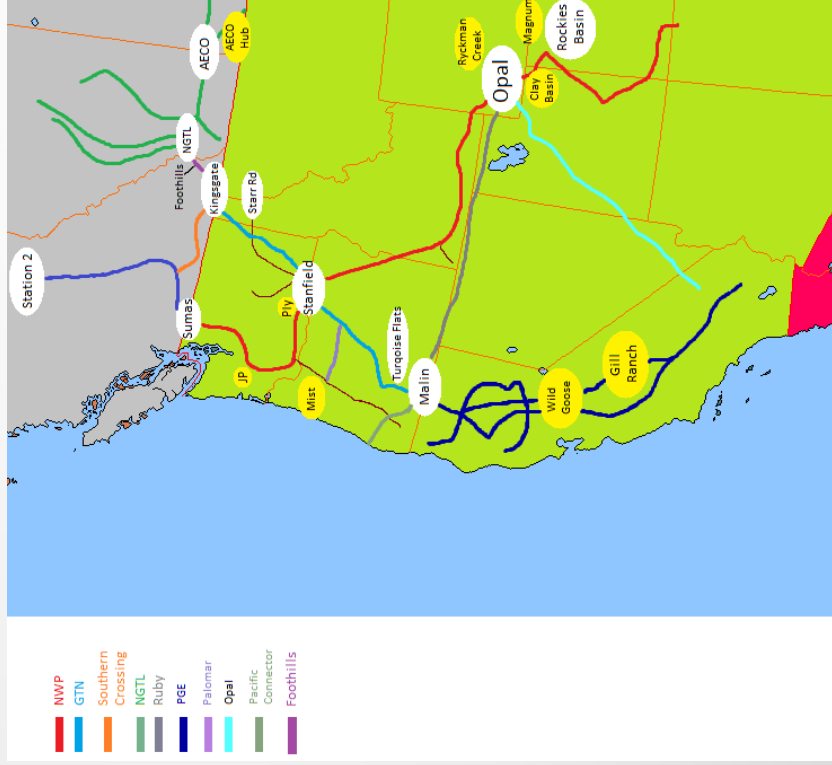 Station 2
AECO
AECO
Hub
NGTL
Foothills
Kingsgate
Starr Rd
Sumas
Ply
Stanfield
JP
Mist
Turqoise Flats
Malin
Ryckman
Creek
Magnum
Rockies
Basin
Opal
Clay
Basin
Wild
Goose
Gill
Ranch
NWP
GTN
Southern
Crossing
NGTL
Ruby
PGE
Palomar
Opal
Pacific
Connector
Foothills